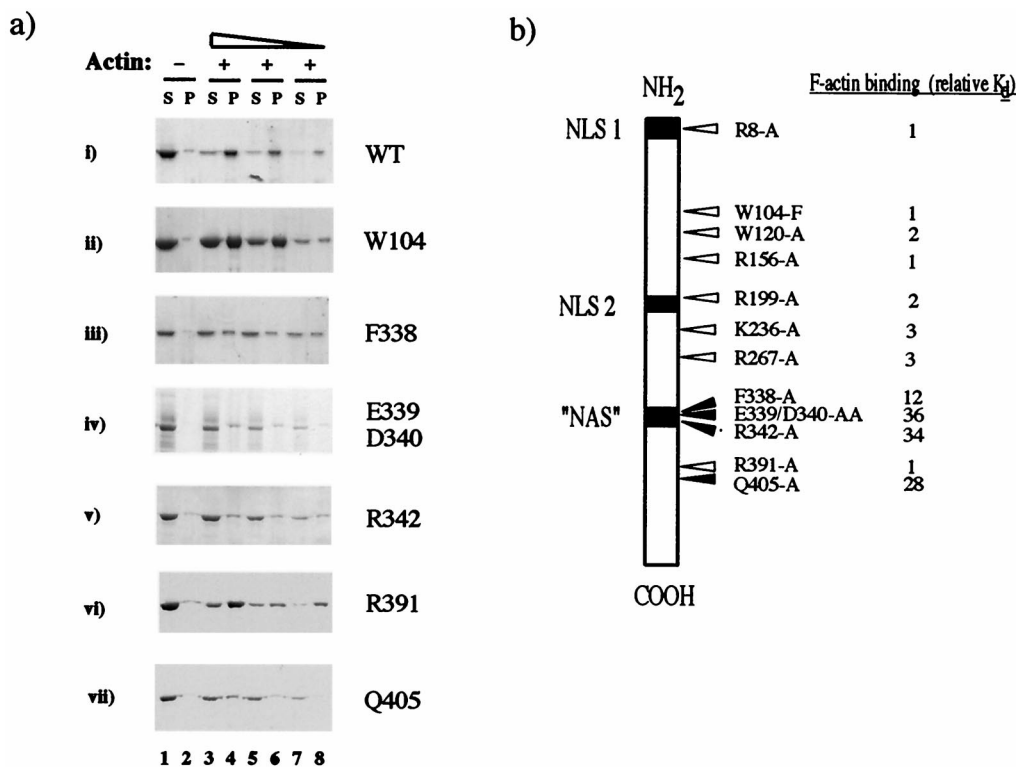 a)
Actin: – + + +
S P S P S P S P
i) WT
ii) W104
iii) F338
iv) E339
D340
v) R342
vi) R391
vii) Q405
1 2 3 4 5 6 7 8
b)
F-actin binding (relative Kd)
NH2
NLS 1 R8-A 1
W104-F 1
W120-A 2
R156-A 1
NLS 2 R199-A 2
K236-A 3
R267-A 3
F338-A 12
"NAS" E339/D340-AA 36
R342-A 34
R391-A 1
Q405-A 28
COOH